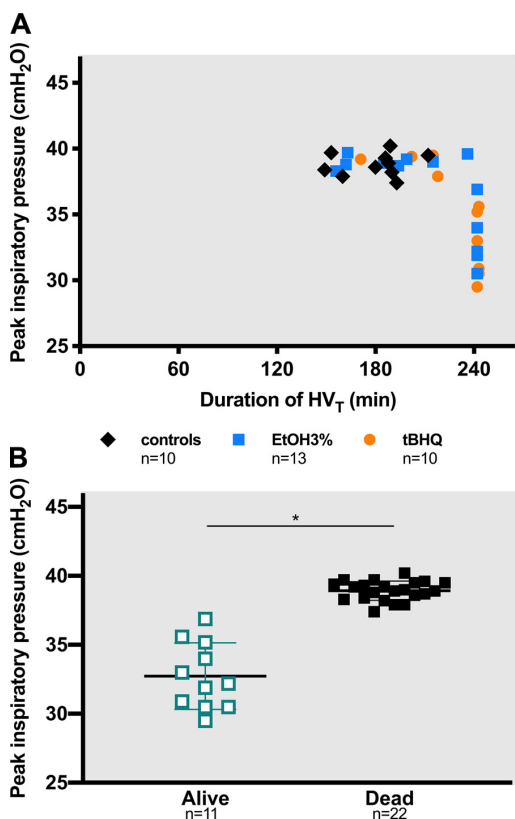 A
Peak inspiratory pressure (cmH2O)
45
40
35
30
25
0 60 120 180 240
Duration of HVT (min)
controls EtOH3% tBHQ
n=10 n=13 n=10
B
Peak inspiratory pressure (cmH2O)
45
40
35
30
25
*
Alive Dead
n=11 n=22